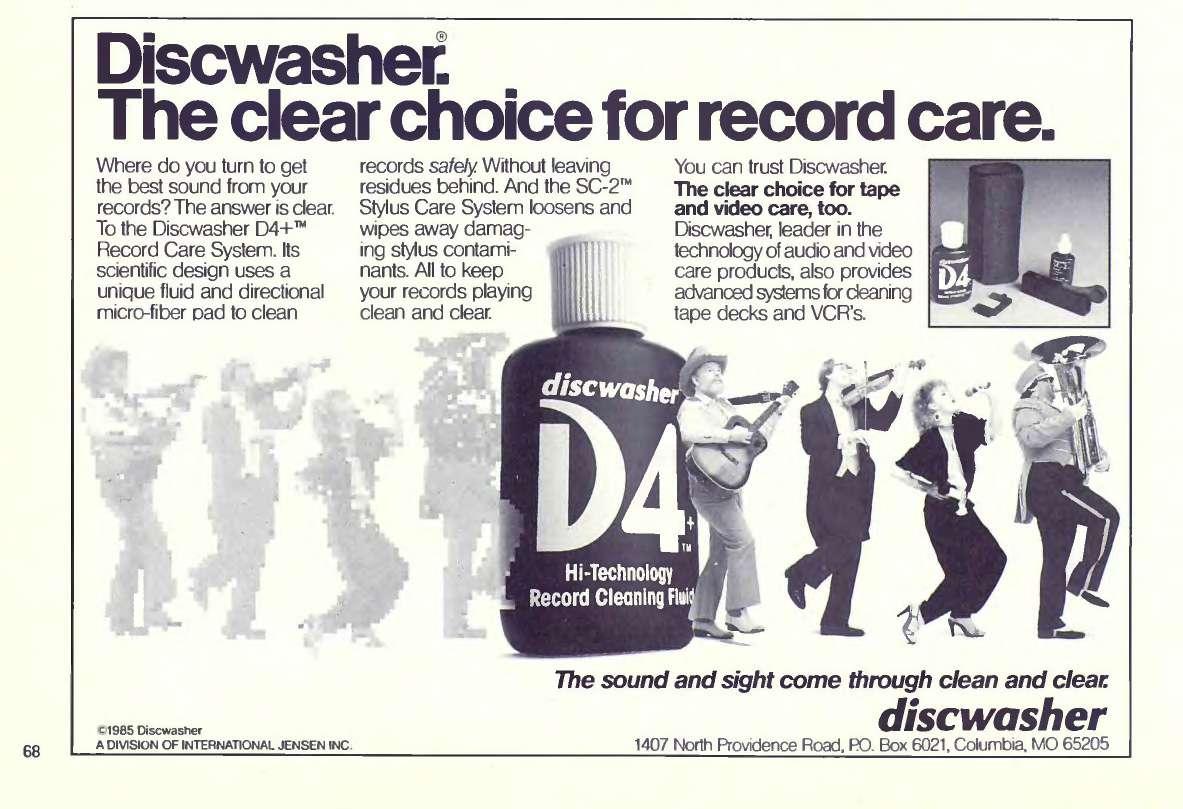 Discwasher.®
The clear choice for record care.
Where do you turn to get
the best sound from your
records? The answer is clear.
To the Discwasher D4+™
Record Care System. Its
scientific design uses a
unique fluid and directional
micro-fiber pad to clean
records safely. Without leaving
residues behind. And the SC-2™
Stylus Care System loosens and
wipes away damag-
ing stylus contami-
nants. All to keep
your records playing
clean and clear.
You can trust Discwasher.
The clear choice for tape
and video care, too.
Discwasher, leader in the
technology of audio and video
care products, also provides
advanced systems for cleaning
tape decks and VCR's.
discwasher
D4
discwasher
D4+
™
Hi-Technology
Record Cleaning Fluid
The sound and sight come through clean and clear.
discwasher
1407 North Providence Road, P.O. Box 6021, Columbia, MO 65205
©1985 Discwasher
A DIVISION OF INTERNATIONAL JENSEN INC.
68